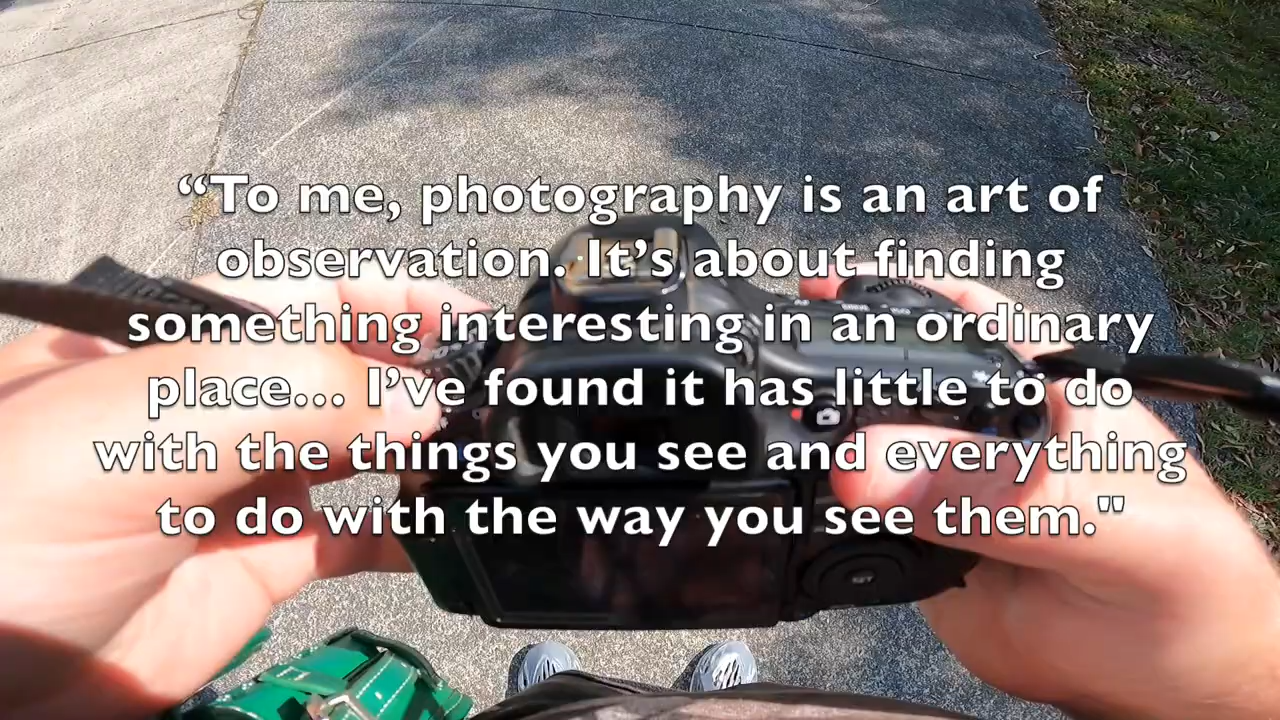 “To me, photography is an art of
observation. It’s about finding
something interesting in an ordinary
place... I’ve found it has little to do
with the things you see and everything
to do with the way you see them."